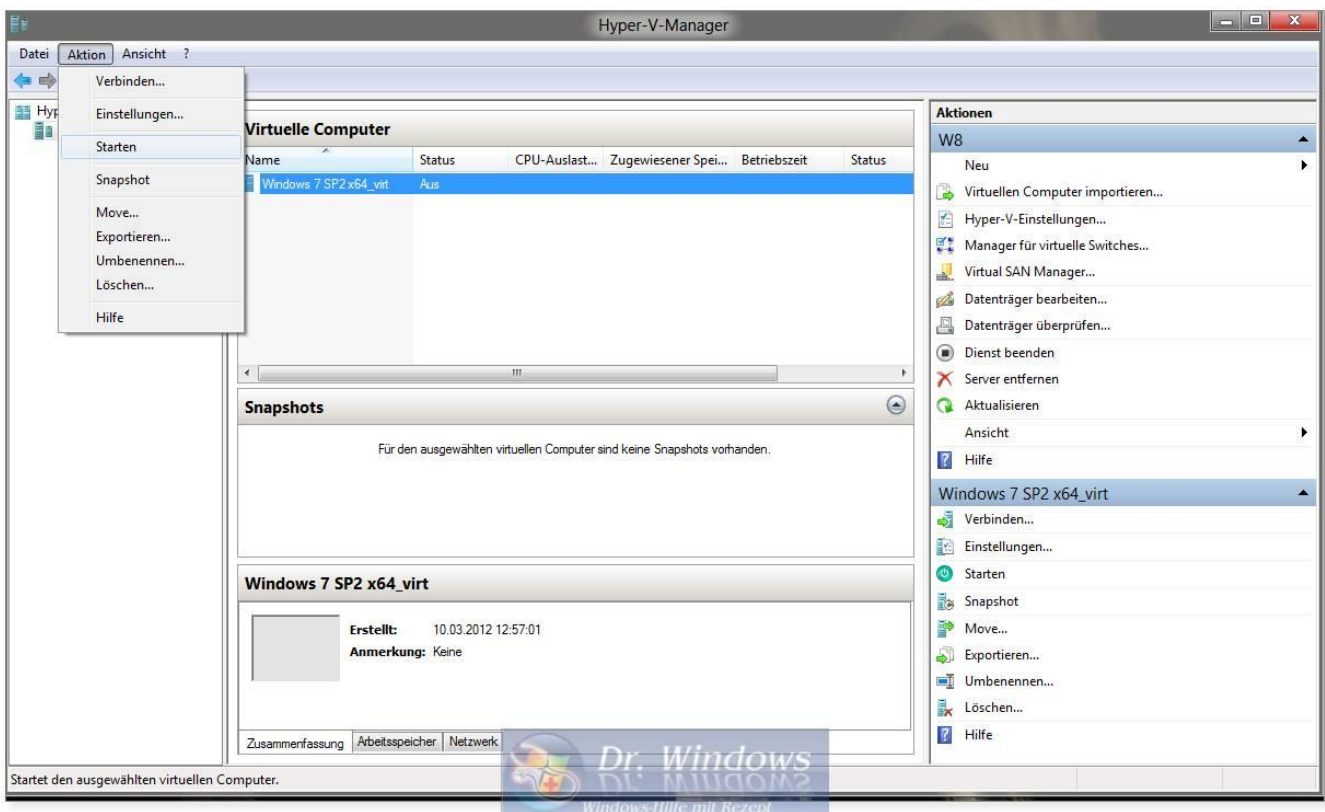 Hyper-V-Manager
Datei Aktion Ansicht ?
Verbinden...
Einstellungen...
Starten
Snapshot
Move...
Exportieren...
Umbenennen...
Löschen...
Hilfe
Hyp
Virtuelle Computer
Name Status CPU-Auslast... Zugewiesener Spei... Betriebszeit Status
Windows 7 SP2 x64_virt Aus
Snapshots
Für den ausgewählten virtuellen Computer sind keine Snapshots vorhanden.
Windows 7 SP2 x64_virt
Erstellt: 10.03.2012 12:57:01
Anmerkung: Keine
Zusammenfassung Arbeitsspeicher Netzwerk
Aktionen
W8
Neu
Virtuellen Computer importieren...
Hyper-V-Einstellungen...
Manager für virtuelle Switches...
Virtual SAN Manager...
Datenträger bearbeiten...
Datenträger überprüfen...
Dienst beenden
Server entfernen
Aktualisieren
Ansicht
Hilfe
Windows 7 SP2 x64_virt
Verbinden...
Einstellungen...
Starten
Snapshot
Move...
Exportieren...
Umbenennen...
Löschen...
Hilfe
Startet den ausgewählten virtuellen Computer.
Dr. Windows
Windows-Hilfe mit Rezept